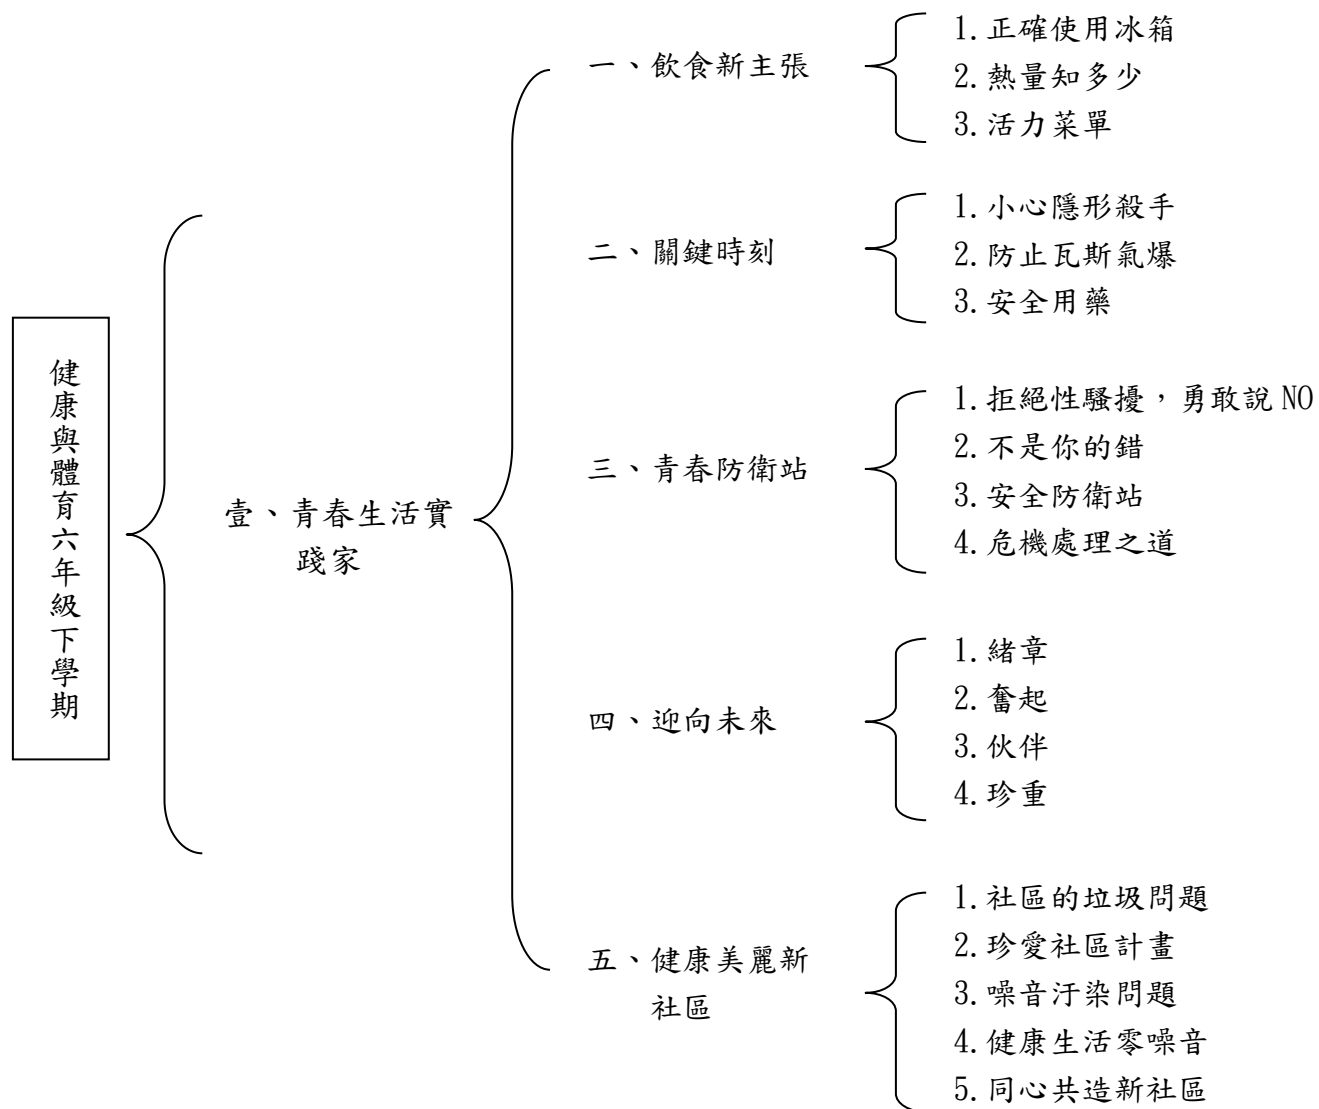 健康與體育六年級下學期
壹、青春生活實
踐家
一、飲食新主張
1.正確使用冰箱
2.熱量知多少
3.活力菜單
二、關鍵時刻
1.小心隱形殺手
2.防止瓦斯氣爆
3.安全用藥
三、青春防衛站
1.拒絕性騷擾，勇敢說 NO
2.不是你的錯
3.安全防衛站
4.危機處理之道
四、迎向未來
1.緒章
2.奮起
3.伙伴
4.珍重
五、健康美麗新
社區
1.社區的垃圾問題
2.珍愛社區計畫
3.噪音汙染問題
4.健康生活零噪音
5.同心共造新社區